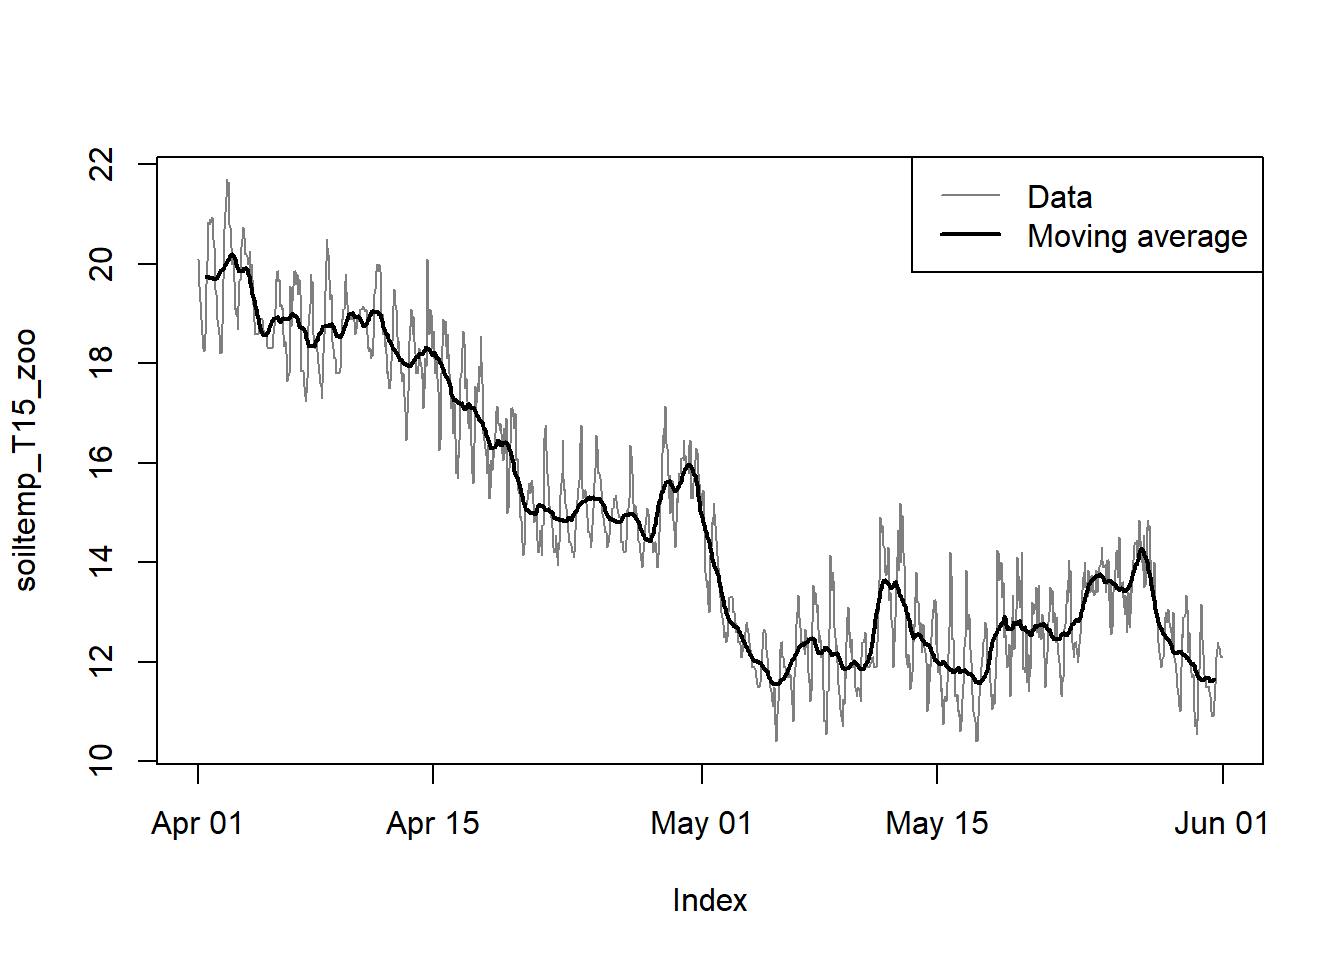 Data
Moving average
22
20
18
16
14
12
10
soiltemp_T15_zoo
Apr 01
Apr 15
May 01
May 15
Jun 01
Index